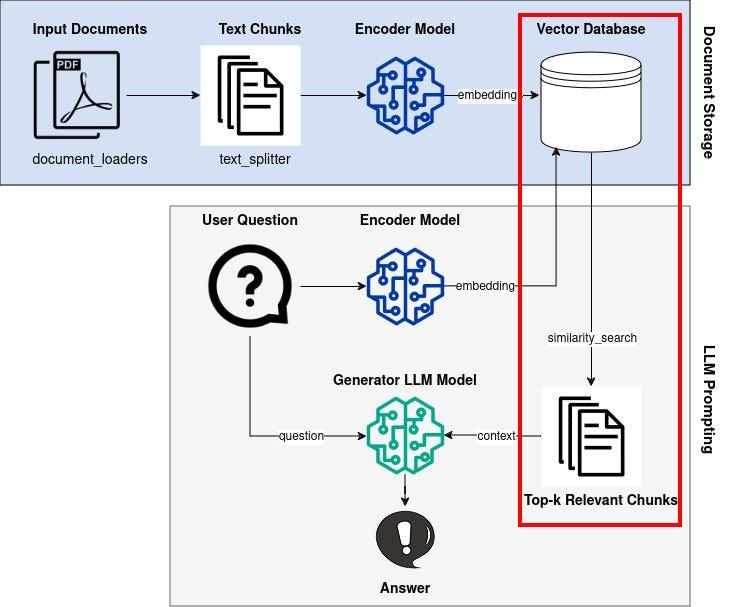 Input Documents
Text Chunks
Encoder Model
Vector Database
PDF
embedding
document_loaders
text_splitter
Document Storage
User Question
Encoder Model
?
embedding
similarity_search
Generator LLM Model
question
context
Top-k Relevant Chunks
!
Answer
LLM Prompting